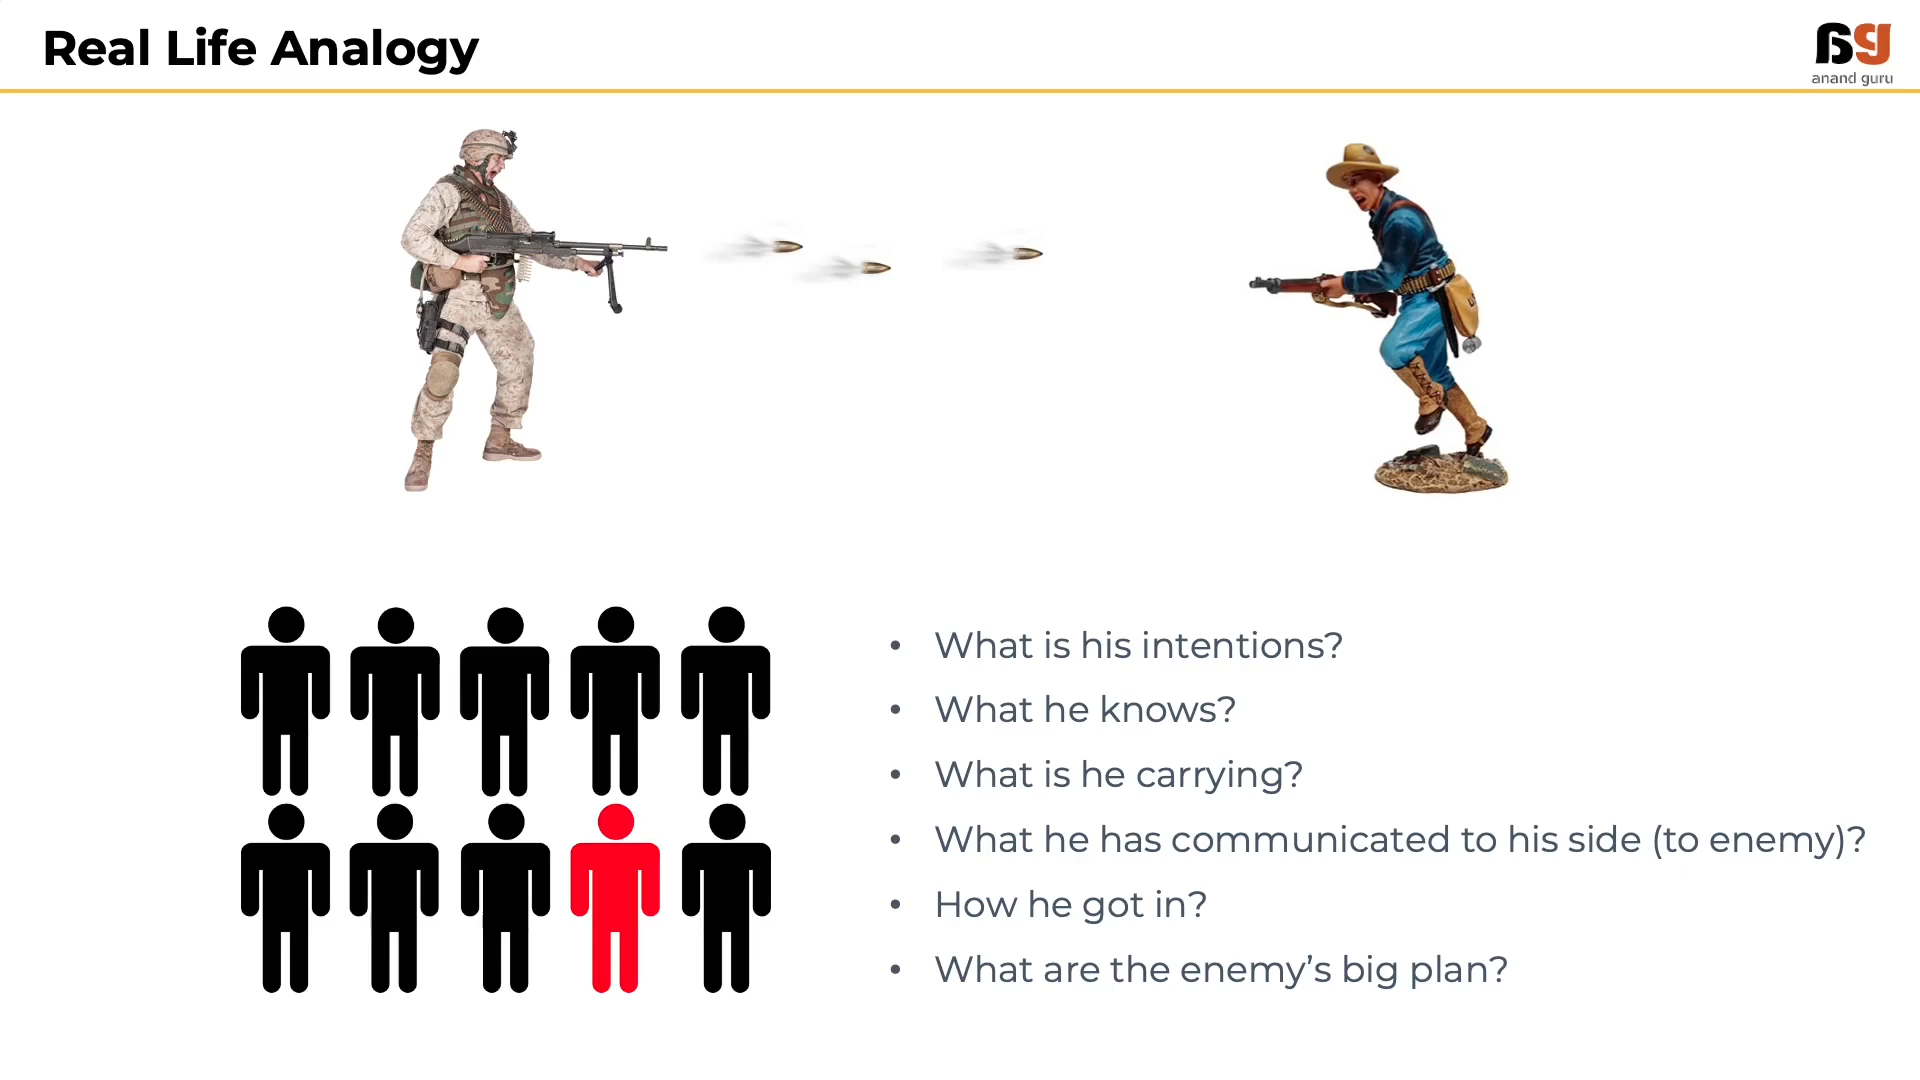 Real Life Analogy
anand guru
• What is his intentions?
• What he knows?
• What is he carrying?
• What he has communicated to his side (to enemy)?
• How he got in?
• What are the enemy’s big plan?